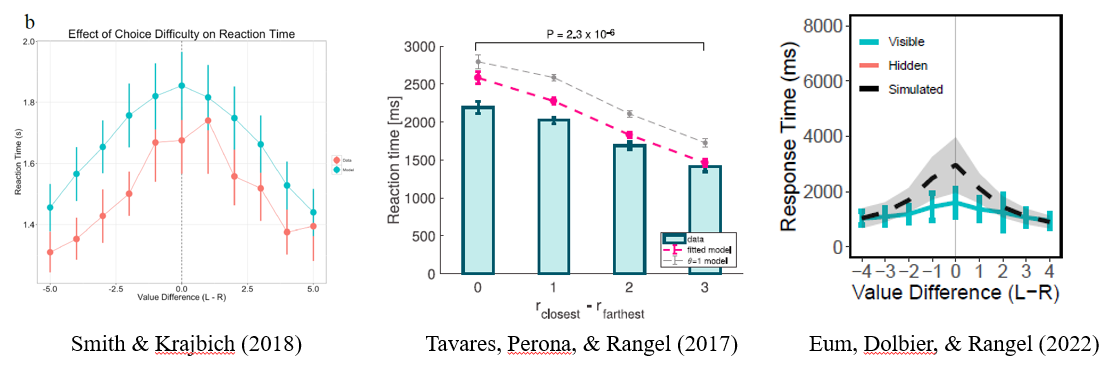 b
Effect of Choice Difficulty on Reaction Time
2.0
1.8
1.6
1.4
Reaction Time (s)
-5.0 -2.5 0.0 2.5 5.0
Value Difference (L - R)
Data
Model
Smith & Krajbich (2018)
P = 2.3 x 10-6
3000
2500
2000
1500
1000
500
0
Reaction time [ms]
data
fitted model
θ=1 model
0 1 2 3
rclosest - rfarthest
Tavares, Perona, & Rangel (2017)
8000
6000
4000
2000
0
Response Time (ms)
Visible
Hidden
Simulated
−4 −3 −2 −1 0 1 2 3 4
Value Difference (L−R)
Eum, Dolbier, & Rangel (2022)